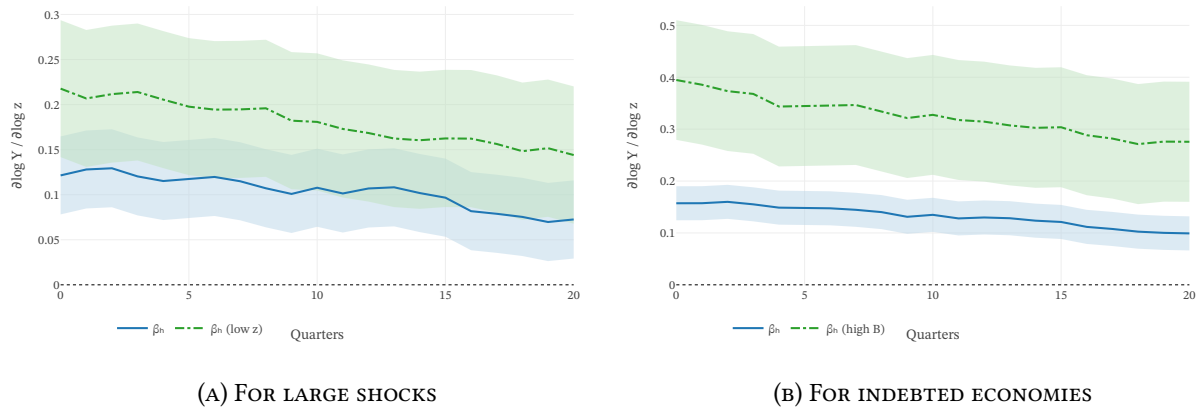 0.3
0.25
0.2
0.15
0.1
0.05
0
∂log Y / ∂log z
0 5 10 15 20
βₕ βₕ (low z) Quarters
(A) For large shocks
0.5
0.4
0.3
0.2
0.1
0
∂log Y / ∂log z
0 5 10 15 20
βₕ βₕ (high B) Quarters
(B) For indebted economies